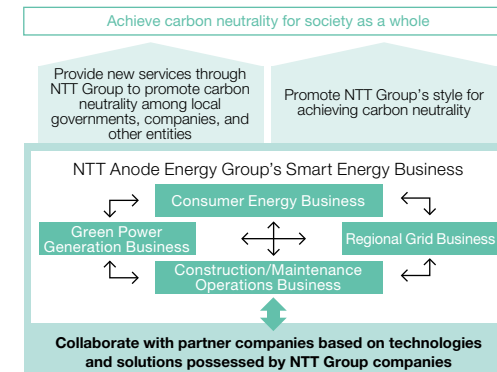 Achieve carbon neutrality for society as a whole
Provide new services through
NTT Group to promote carbon
neutrality among local
governments, companies, and
other entities
Promote NTT Group's style for
achieving carbon neutrality
NTT Anode Energy Group's Smart Energy Business
Consumer Energy Business
Green Power
Generation Business
Regional Grid Business
Construction/Maintenance
Operations Business
Collaborate with partner companies based on technologies
and solutions possessed by NTT Group companies